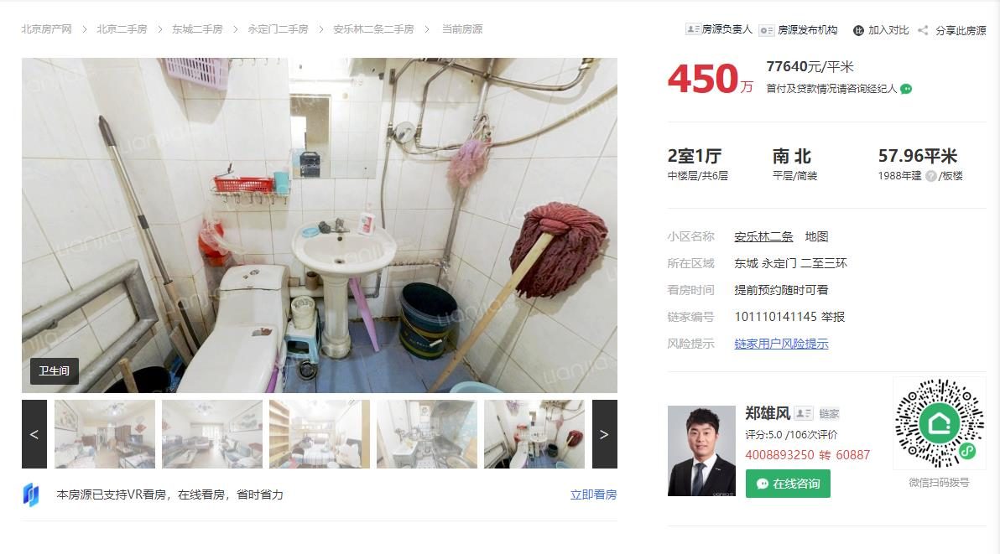 北京房产网 > 北京二手房 > 东城二手房 > 永定门二手房 > 安乐林二条二手房 > 当前房源
房源负责人 房源发布机构 加入对比 分享此房源
450万
77640元/平米
首付及贷款情况请咨询经纪人
2室1厅 南 北 57.96平米
中楼层/共6层 平层/简装 1988年建 ? /板楼
小区名称 安乐林二条 地图
所在区域 东城 永定门 二至三环
看房时间 提前预约随时可看
链家编号 101110141145 举报
风险提示 链家用户风险提示
卫生间
< >
本房源已支持VR看房，在线看房，省时省力 立即看房
郑雄风 链家
评分:5.0 /106次评价
4008893250 转 60887
在线咨询
微信扫码拨号
Lianjia